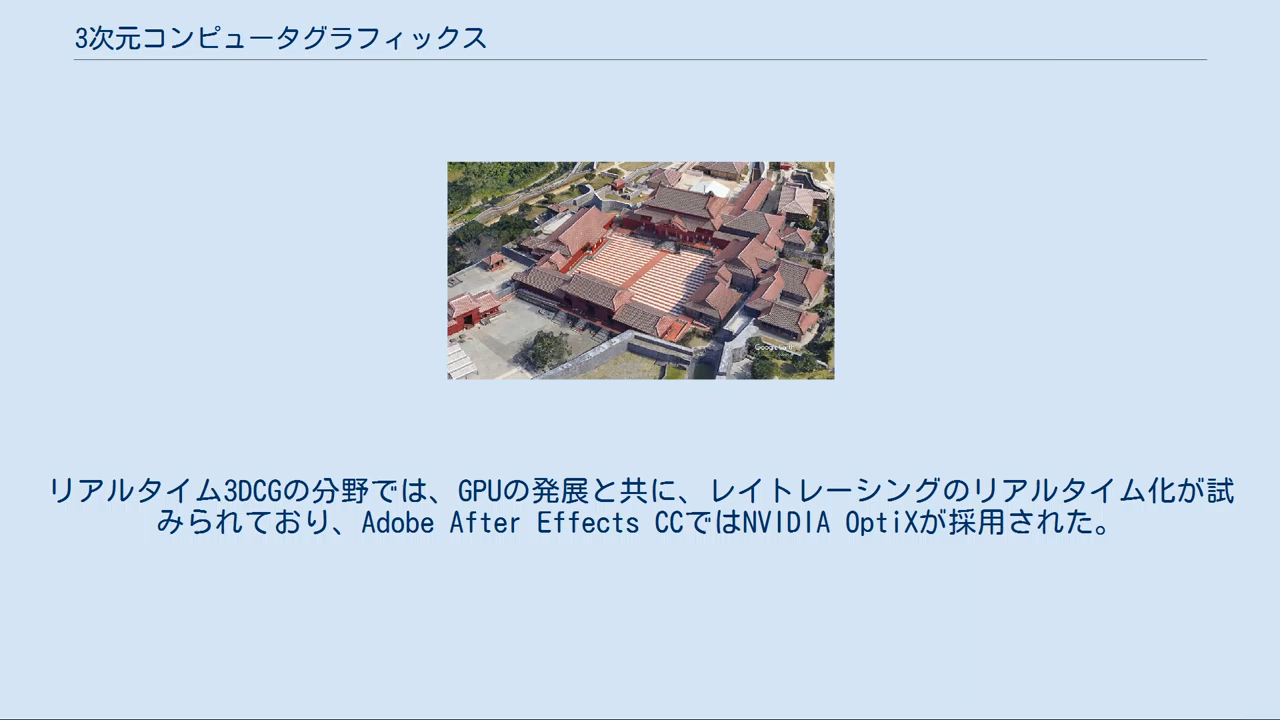 3次元コンピュータグラフィックス
Google Earth
リアルタイム3DCGの分野では、GPUの発展と共に、レイトレーシングのリアルタイム化が試
みられており、Adobe After Effects CCではNVIDIA OptiXが採用された。